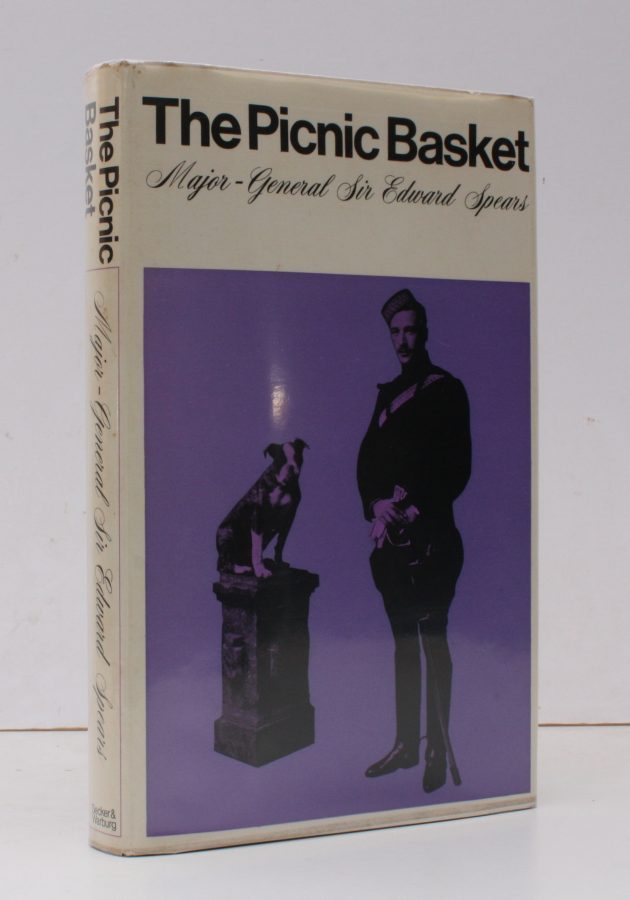 The Picnic Basket
Major-General Sir Edward Spears
The Picnic
Basket
Major-General Sir Edward Spears
Secker &
Warburg